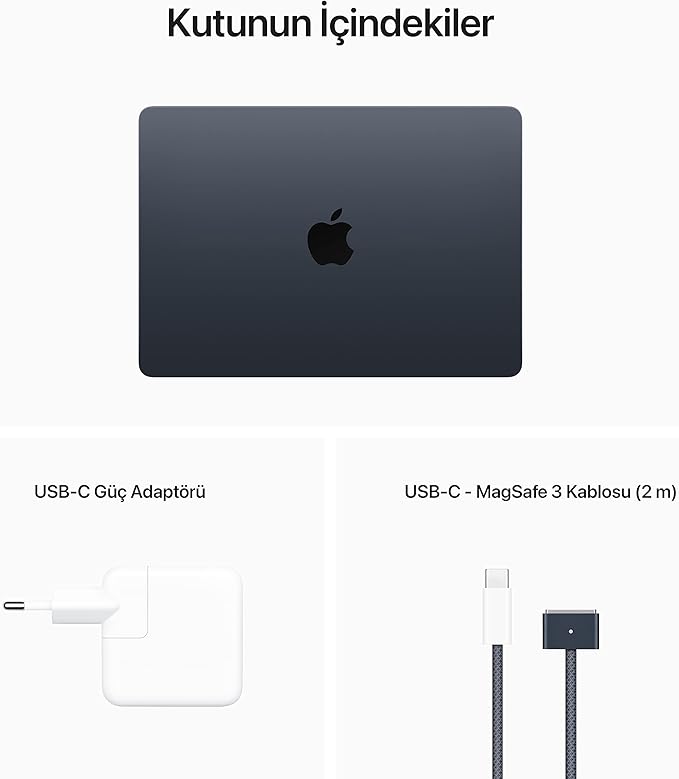 Kutunun İçindekiler
USB-C Güç Adaptörü
USB-C - MagSafe 3 Kablosu (2 m)